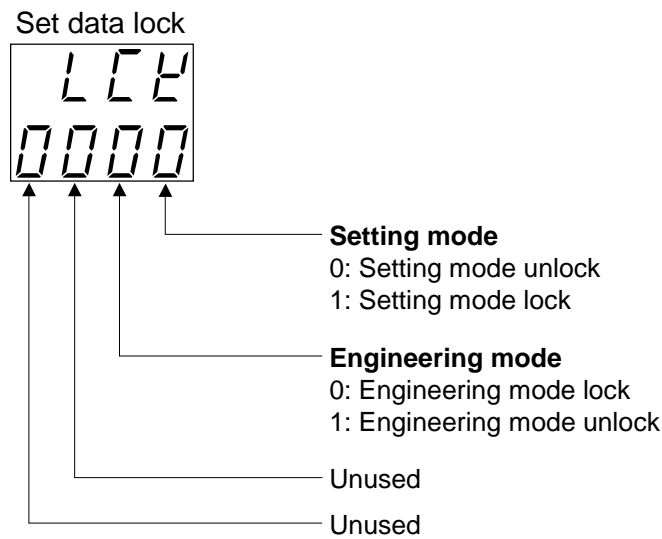 Set data lock
LCK
0000
Setting mode
0: Setting mode unlock
1: Setting mode lock
Engineering mode
0: Engineering mode lock
1: Engineering mode unlock
Unused
Unused